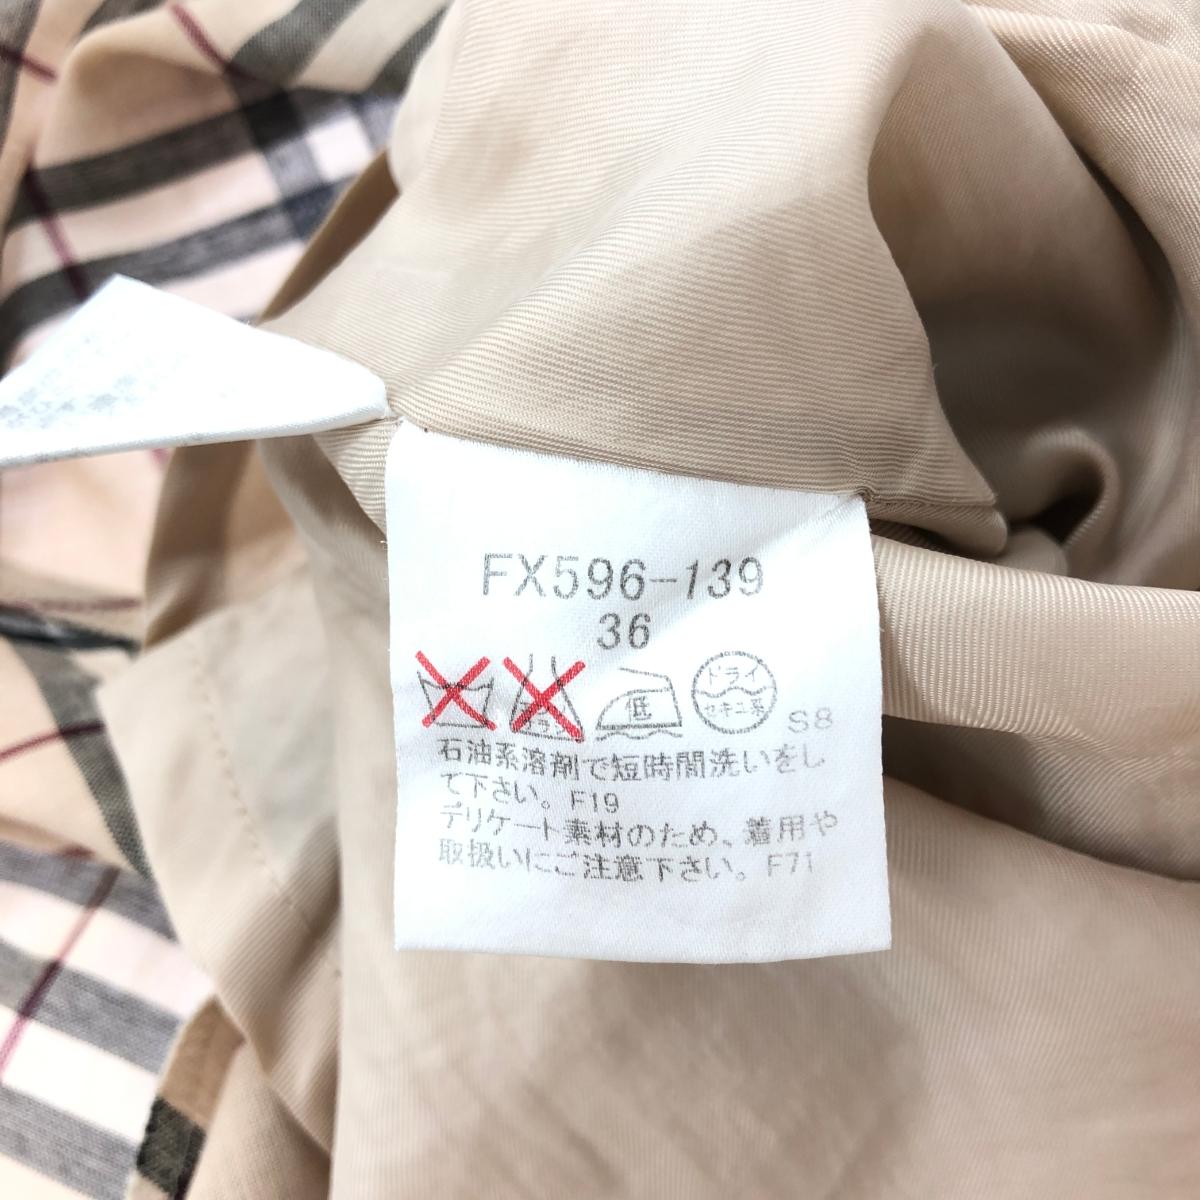 FX596-139
36
低
ドライ
セキユ系
S8
石油系溶剤で短時間洗いをし
て下さい。F19
デリケート素材のため、着用や
取扱いにご注意下さい。F71